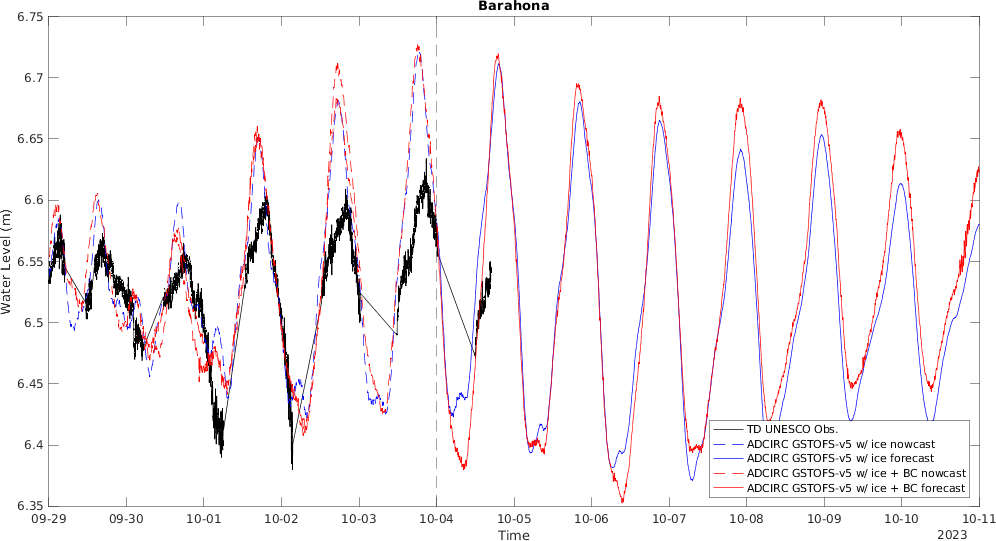 Barahona
6.75
6.7
6.65
6.6
6.55
6.5
6.45
6.4
6.35
Water Level (m)
TD UNESCO Obs.
ADCIRC GSTOFS-v5 w/ ice nowcast
ADCIRC GSTOFS-v5 w/ ice forecast
ADCIRC GSTOFS-v5 w/ ice + BC nowcast
ADCIRC GSTOFS-v5 w/ ice + BC forecast
09-29 09-30 10-01 10-02 10-03 10-04 10-05 10-06 10-07 10-08 10-09 10-10 10-11
Time
2023